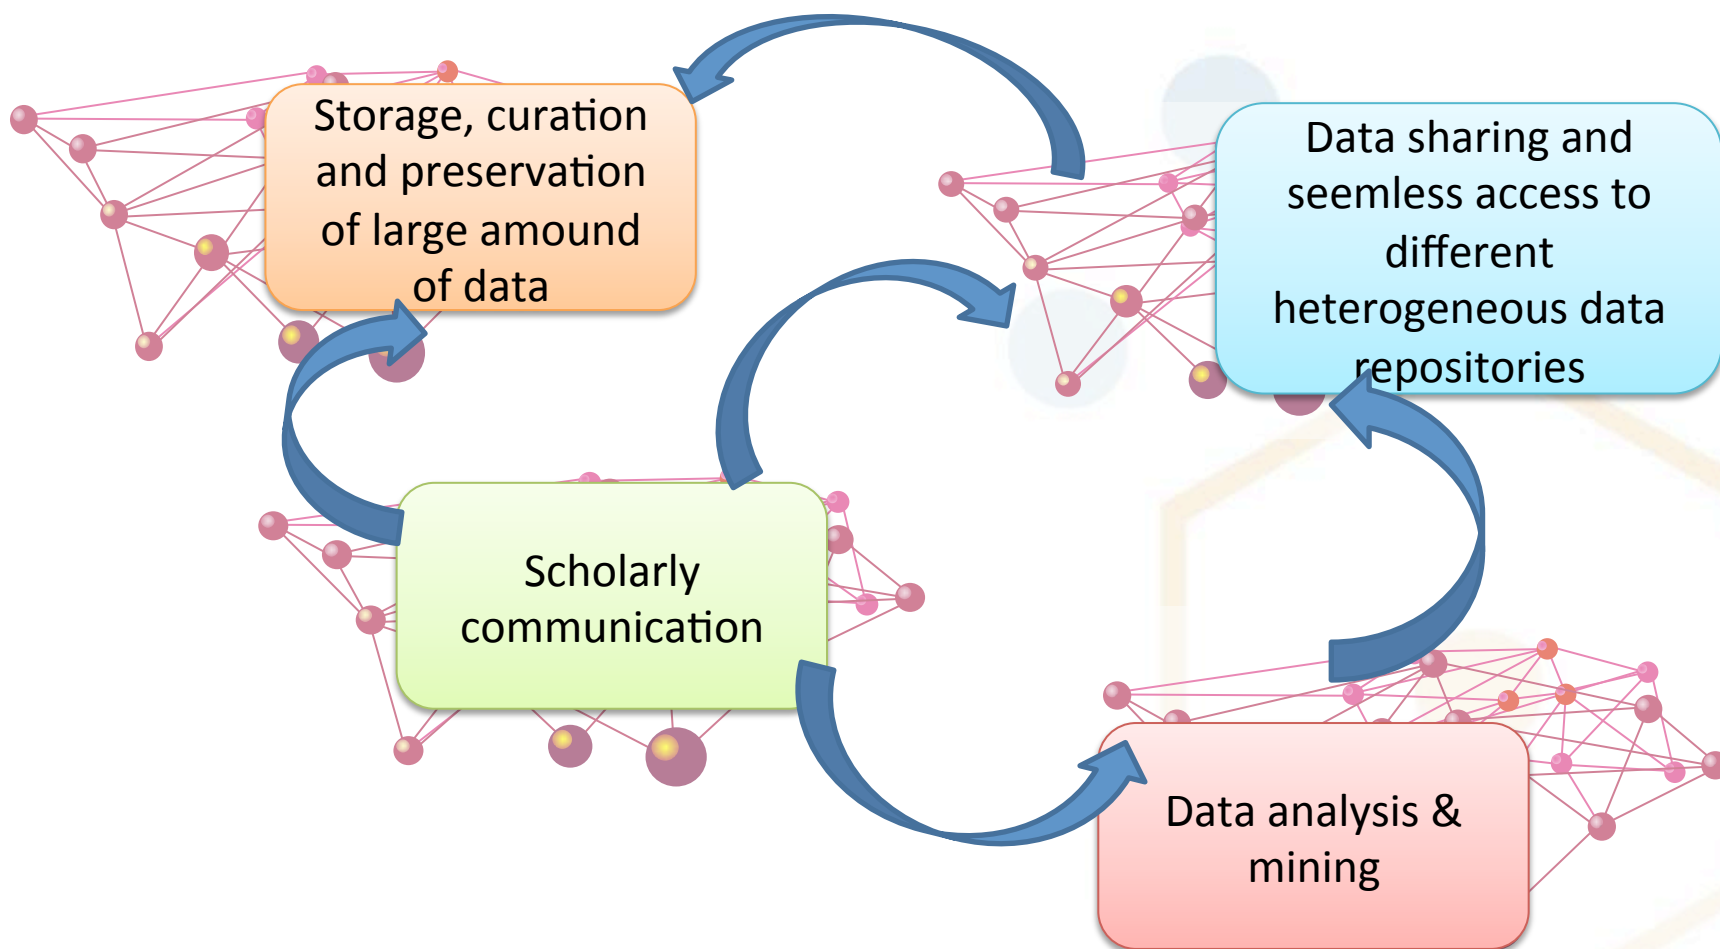 Storage, curation
and preservation
of large amount
of data
Data sharing and
seemless access to
different
heterogeneous data
repositories
Scholarly
communication
Data analysis &
mining